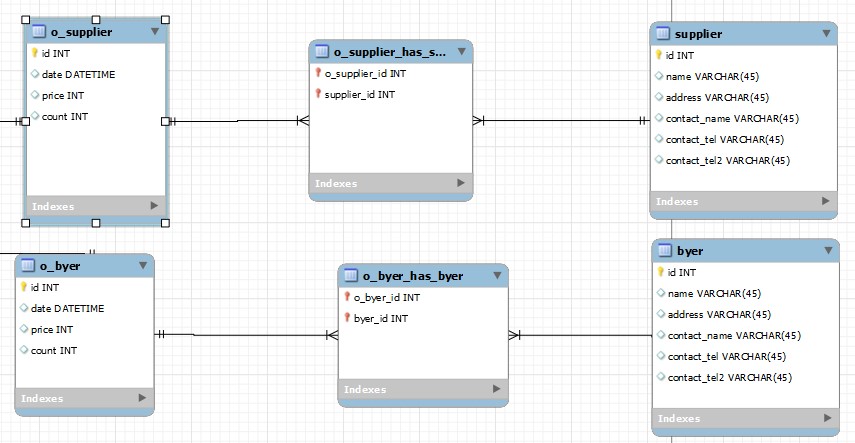 o_supplier
id INT
date DATETIME
price INT
count INT
Indexes
o_supplier_has_s...
o_supplier_id INT
supplier_id INT
Indexes
supplier
id INT
name VARCHAR(45)
address VARCHAR(45)
contact_name VARCHAR(45)
contact_tel VARCHAR(45)
contact_tel2 VARCHAR(45)
Indexes
o_byer
id INT
date DATETIME
price INT
count INT
Indexes
o_byer_has_byer
o_byer_id INT
byer_id INT
Indexes
byer
id INT
name VARCHAR(45)
address VARCHAR(45)
contact_name VARCHAR(45)
contact_tel VARCHAR(45)
contact_tel2 VARCHAR(45)
Indexes